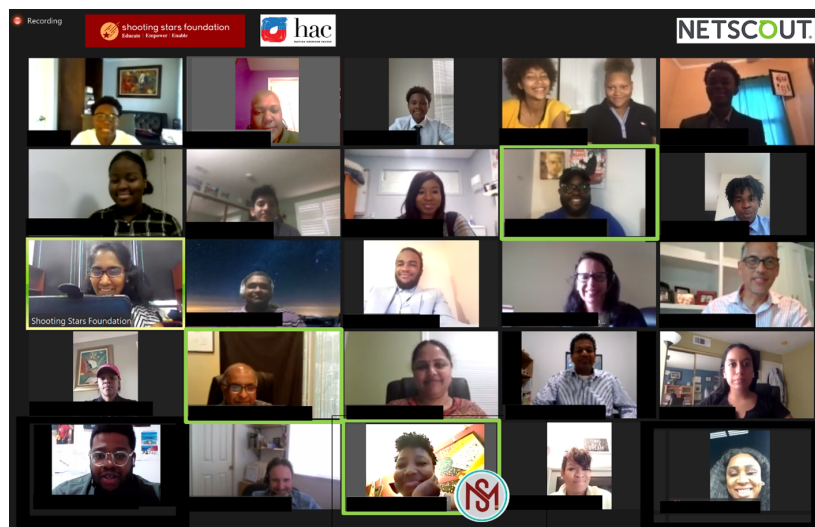 Recording
shooting stars foundation
Educate | Empower | Enable
hac
NETSCOUT.
Shooting Stars Foundation